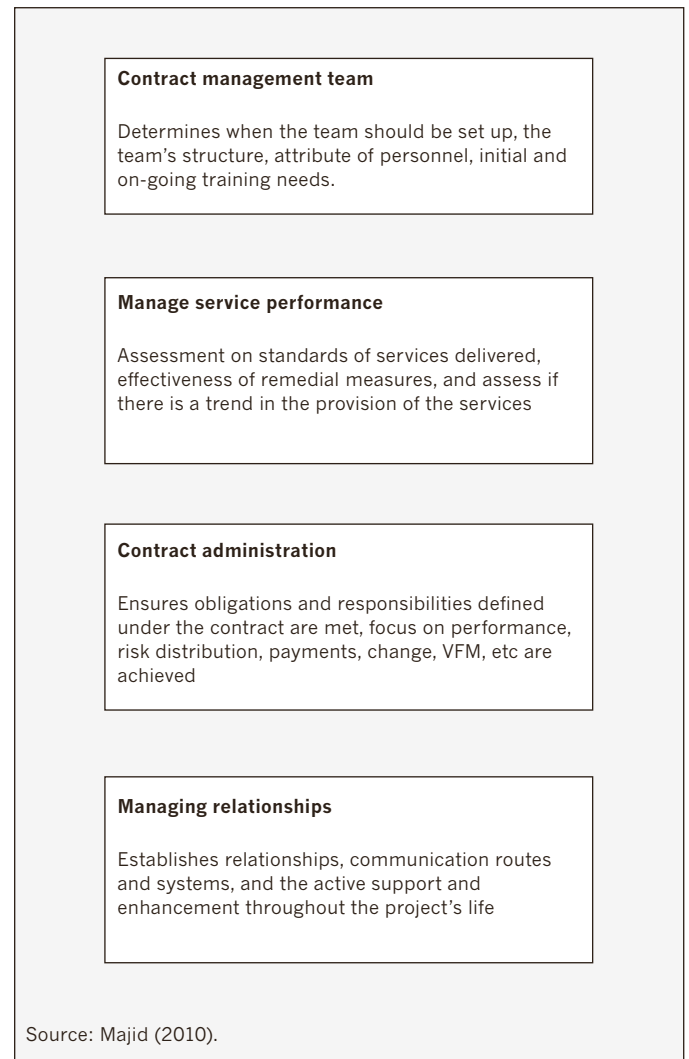 Contract management team
Determines when the team should be set up, the
team’s structure, attribute of personnel, initial and
on-going training needs.
Manage service performance
Assessment on standards of services delivered,
effectiveness of remedial measures, and assess if
there is a trend in the provision of the services
Contract administration
Ensures obligations and responsibilities defined
under the contract are met, focus on performance,
risk distribution, payments, change, VFM, etc are
achieved
Managing relationships
Establishes relationships, communication routes
and systems, and the active support and
enhancement throughout the project’s life
Source: Majid (2010).